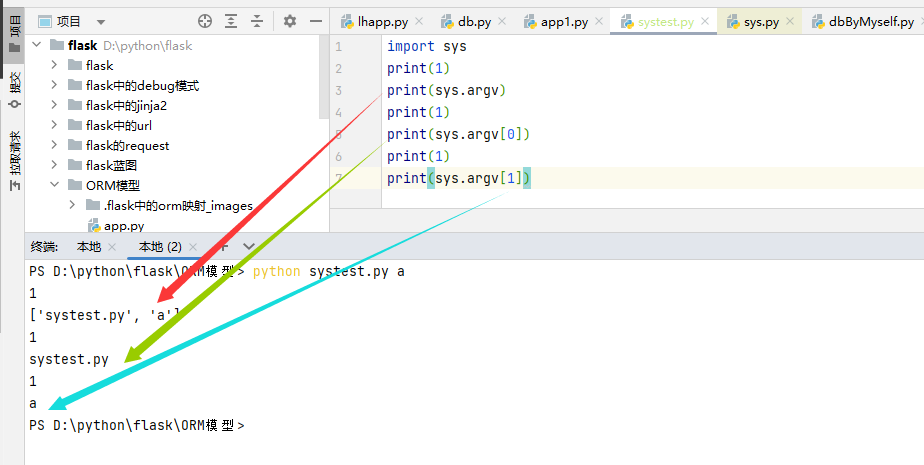 项目
lhapp.py
db.py
app1.py
systest.py
sys.py
dbByMyself.py
项目
提交
拉取请求
flask D:\python\flask
flask
flask中的debug模式
flask中的jinja2
flask中的url
flask的request
flask蓝图
ORM模型
.flask中的orm映射_images
app.py
1 import sys
2 print(1)
3 print(sys.argv)
4 print(1)
5 print(sys.argv[0])
6 print(1)
7 print(sys.argv[1])
终端: 本地 本地 (2)
PS D:\python\flask\ORM模型> python systest.py a
1
['systest.py', 'a']
1
systest.py
1
a
PS D:\python\flask\ORM模型>